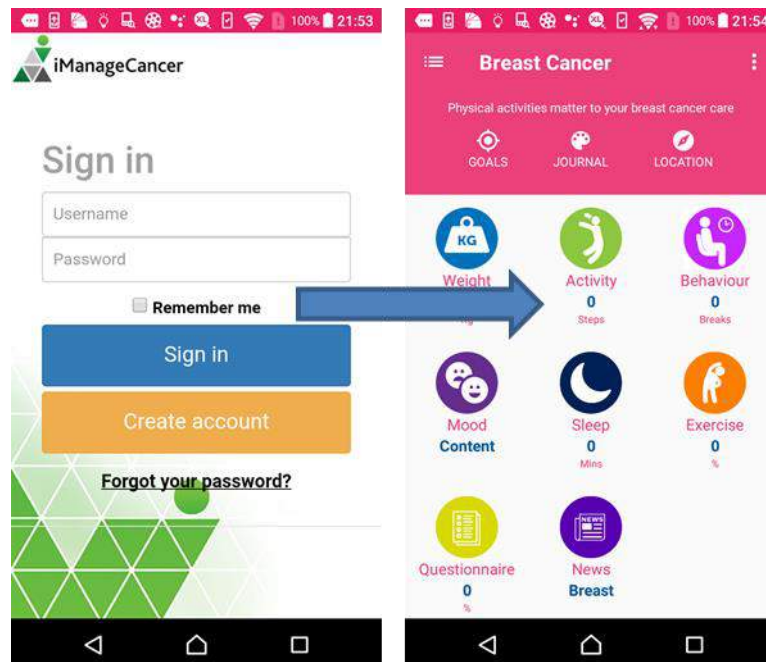 100% 21:53
iManageCancer
Sign in
Username
Password
Remember me
Sign in
Create account
Forgot your password?
XL 100% 21:54
Breast Cancer
Physical activities matter to your breast cancer care
GOALS JOURNAL LOCATION
KG
Weight Activity Behaviour
0 0
Kg Steps Breaks
Mood Sleep Exercise
Content 0 0
Mins %
NEWS
Questionnaire News
0 Breast
%